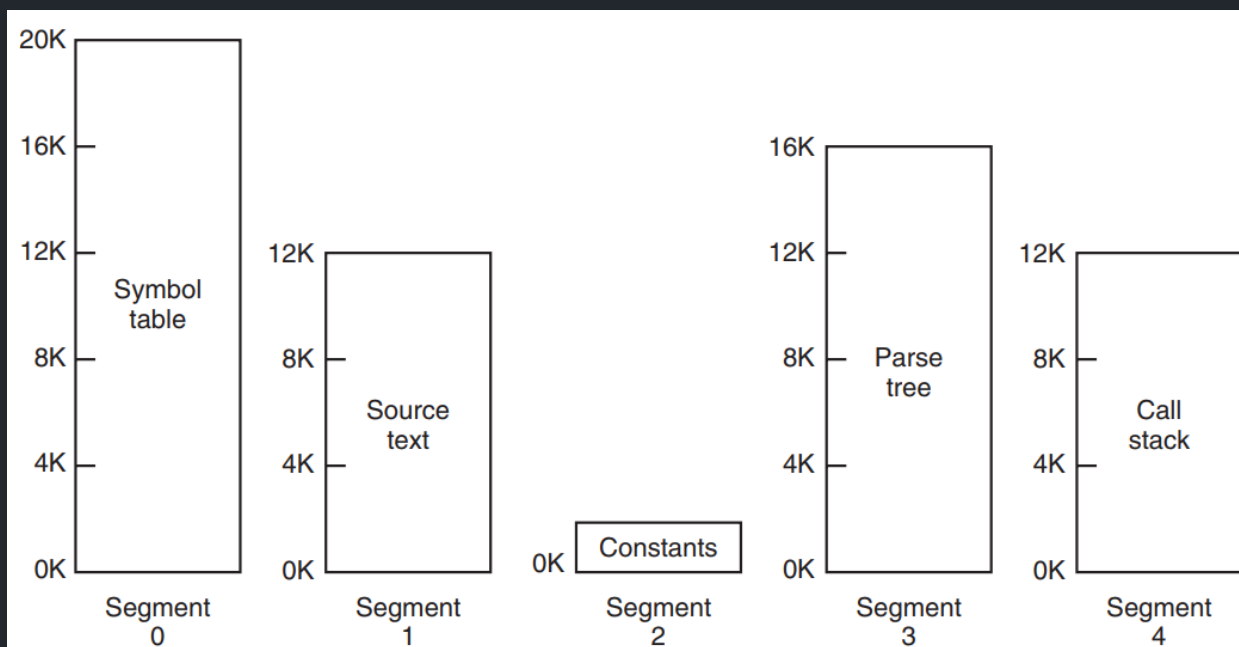 20K
16K
12K
8K
4K
0K
Symbol
table
Segment
0
12K
8K
4K
0K
Source
text
Segment
1
0K
Constants
Segment
2
16K
12K
8K
4K
0K
Parse
tree
Segment
3
12K
8K
4K
0K
Call
stack
Segment
4